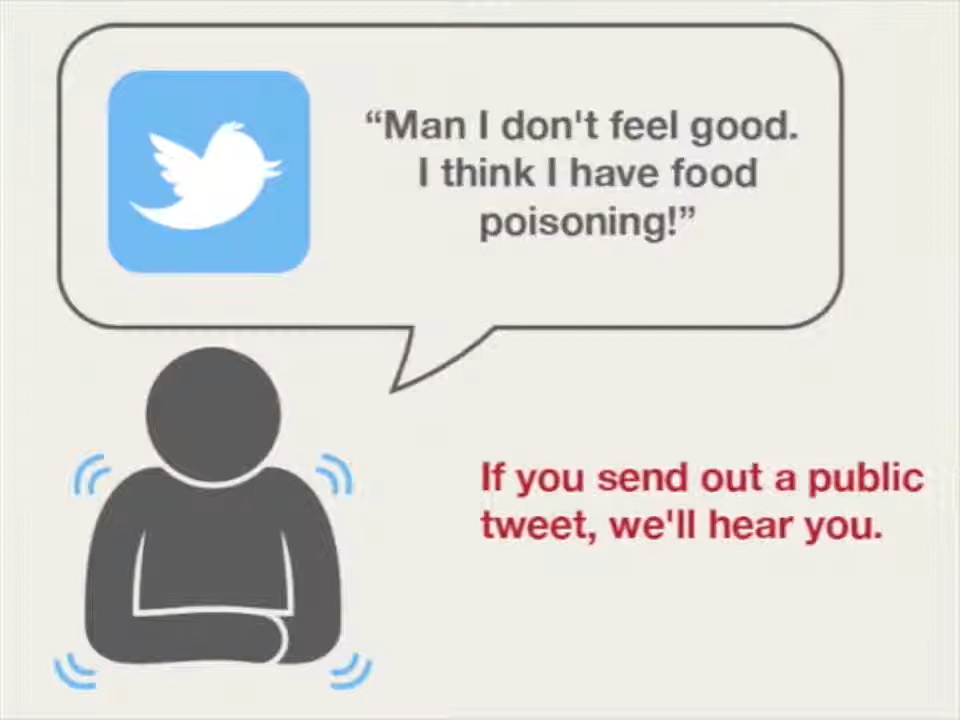 “Man I don't feel good.
I think I have food
poisoning!”
If you send out a public
tweet, we'll hear you.